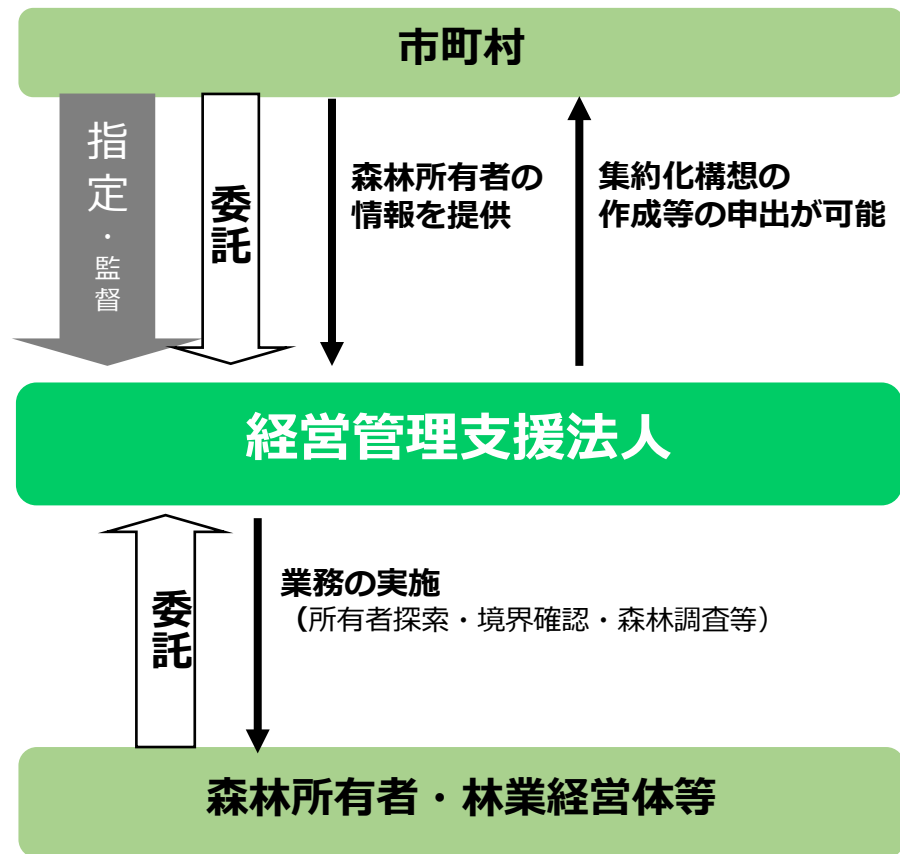 市町村
指定・監督
委託
森林所有者の
情報を提供
集約化構想の
作成等の申出が可能
経営管理支援法人
委託
業務の実施
（所有者探索・境界確認・森林調査等）
森林所有者・林業経営体等